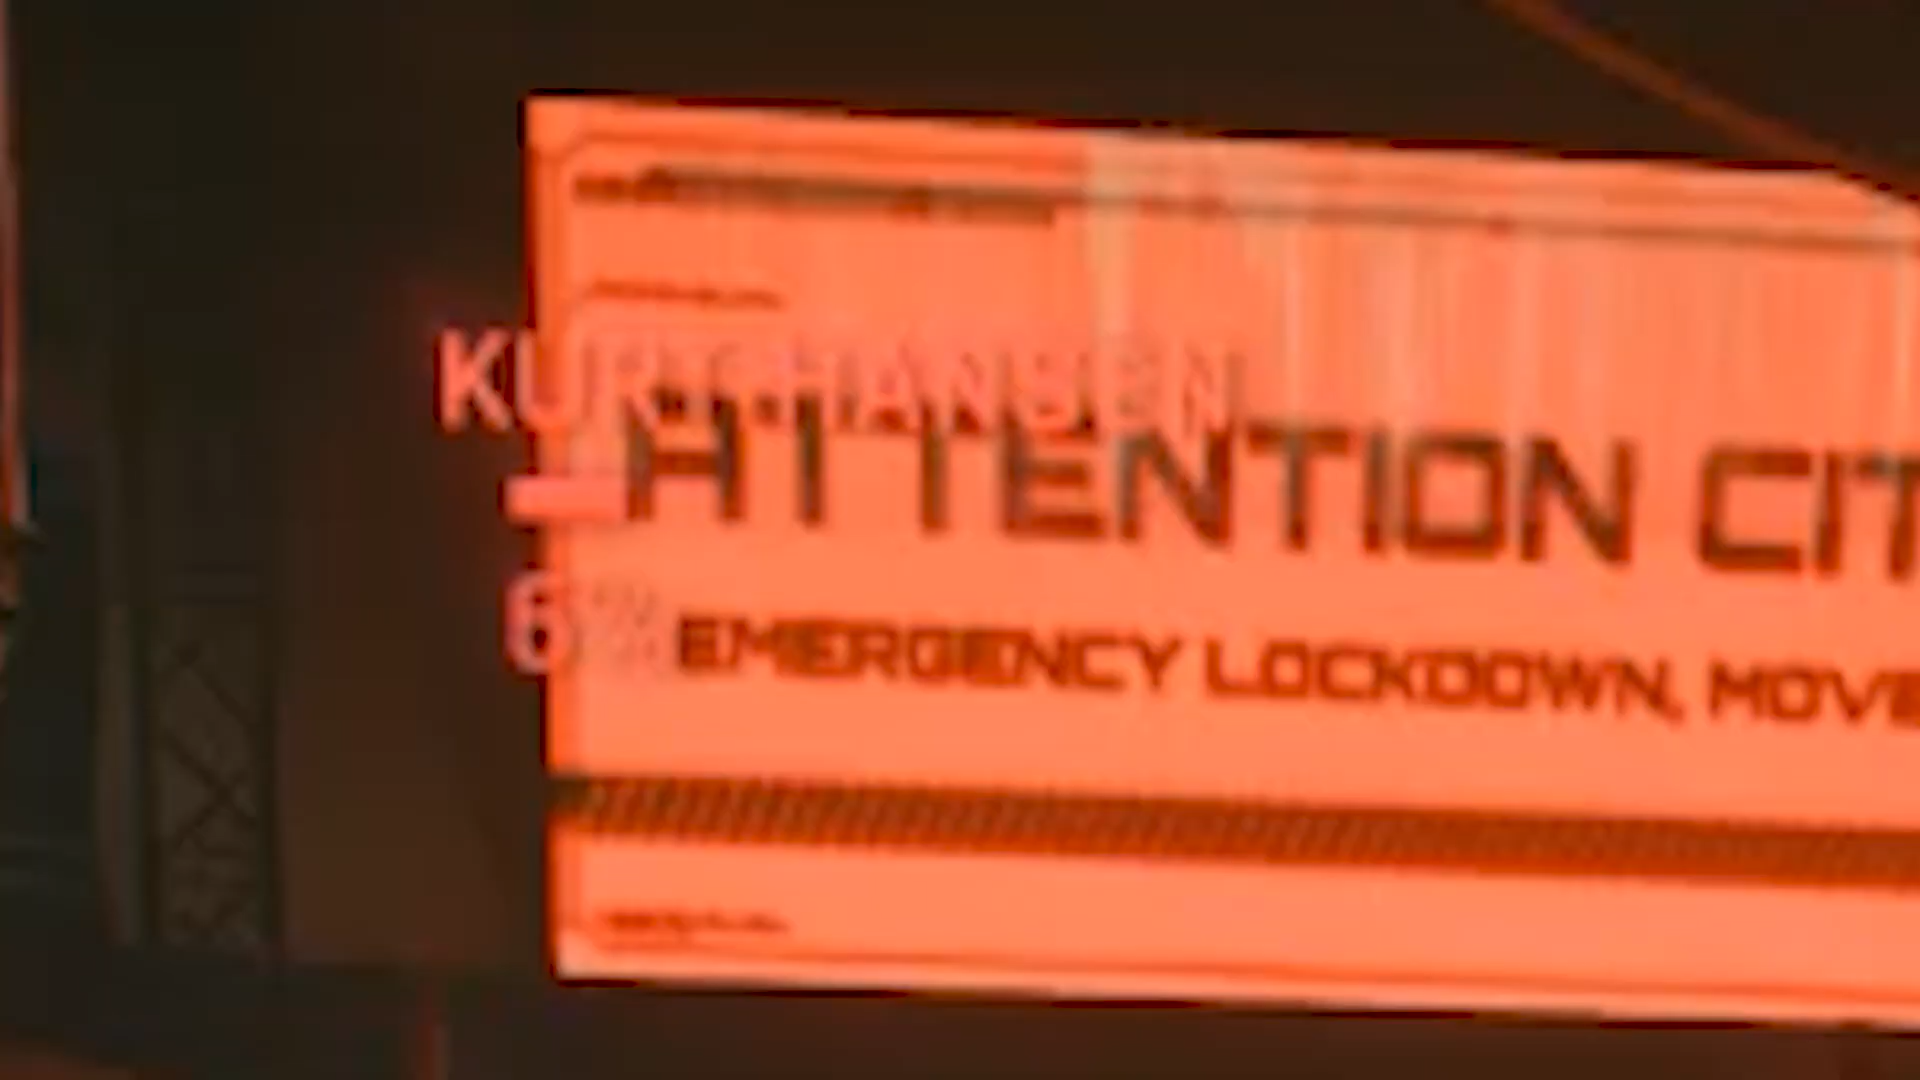 KURT HANSEN
ATTENTION CIT
6%
EMERGENCY LOCKDOWN, MOVE